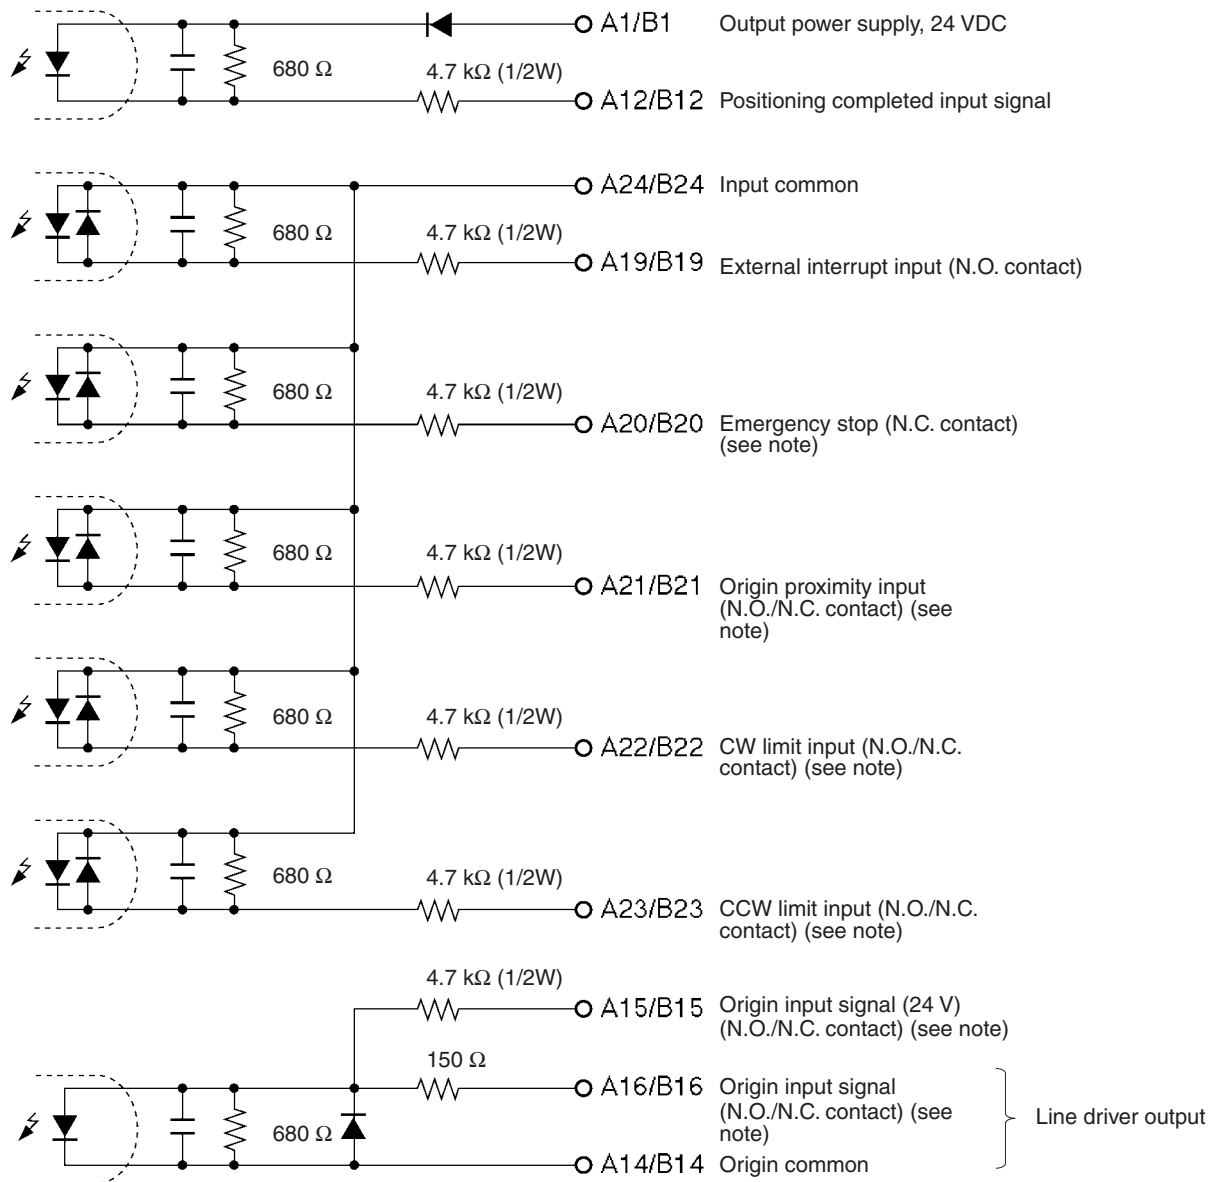 A1/B1 Output power supply, 24 VDC
680 Ω 4.7 kΩ (1/2W)
A12/B12 Positioning completed input signal
A24/B24 Input common
680 Ω 4.7 kΩ (1/2W)
A19/B19 External interrupt input (N.O. contact)
680 Ω 4.7 kΩ (1/2W)
A20/B20 Emergency stop (N.C. contact)
(see note)
680 Ω 4.7 kΩ (1/2W)
A21/B21 Origin proximity input
(N.O./N.C. contact) (see
note)
680 Ω 4.7 kΩ (1/2W)
A22/B22 CW limit input (N.O./N.C.
contact) (see note)
680 Ω 4.7 kΩ (1/2W)
A23/B23 CCW limit input (N.O./N.C.
contact) (see note)
4.7 kΩ (1/2W)
A15/B15 Origin input signal (24 V)
(N.O./N.C. contact) (see note)
150 Ω
A16/B16 Origin input signal
(N.O./N.C. contact) (see
note)
Line driver output
680 Ω
A14/B14 Origin common